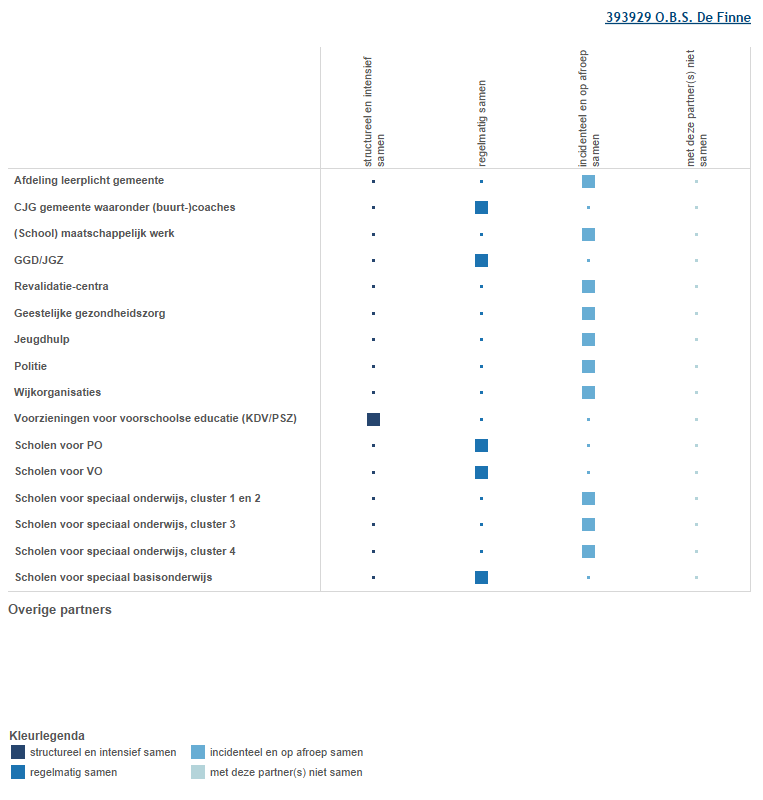 393929 O.B.S. De Finne
structureel en intensief
samen
regelmatig samen
incidenteel en op afroep
samen
met deze partner(s) niet
samen
Afdeling leerplicht gemeente
CJG gemeente waaronder (buurt-)coaches
(School) maatschappelijk werk
GGD/JGZ
Revalidatie-centra
Geestelijke gezondheidszorg
Jeugdhulp
Politie
Wijkorganisaties
Voorzieningen voor voorschoolse educatie (KDV/PSZ)
Scholen voor PO
Scholen voor VO
Scholen voor speciaal onderwijs, cluster 1 en 2
Scholen voor speciaal onderwijs, cluster 3
Scholen voor speciaal onderwijs, cluster 4
Scholen voor speciaal basisonderwijs
Overige partners
Kleurlegenda
structureel en intensief samen
incidenteel en op afroep samen
regelmatig samen
met deze partner(s) niet samen